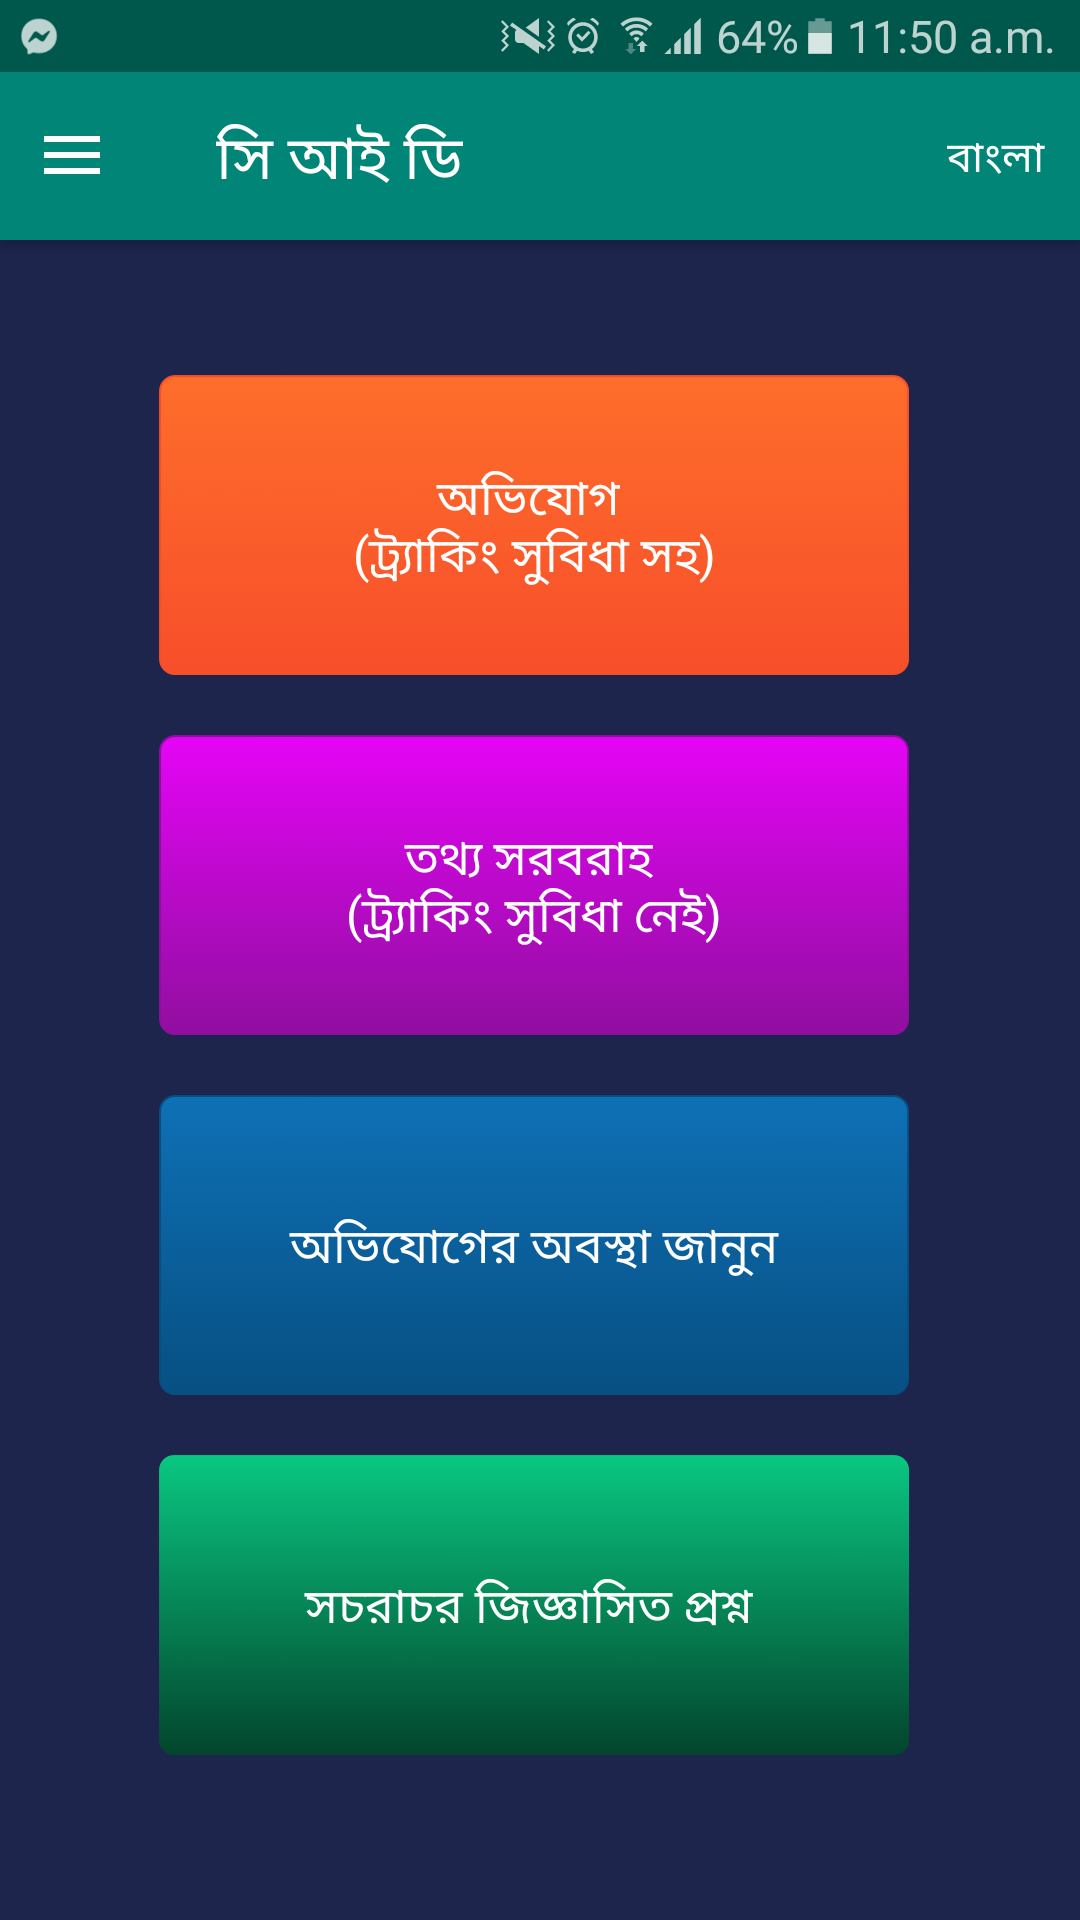 64% 11:50 a.m.
সি আই ডি
বাংলা
অভিযোগ
(ট্র্যাকিং সুবিধা সহ)
তথ্য সরবরাহ
(ট্র্যাকিং সুবিধা নেই)
অভিযোগের অবস্থা জানুন
সচরাচর জিজ্ঞাসিত প্রশ্ন